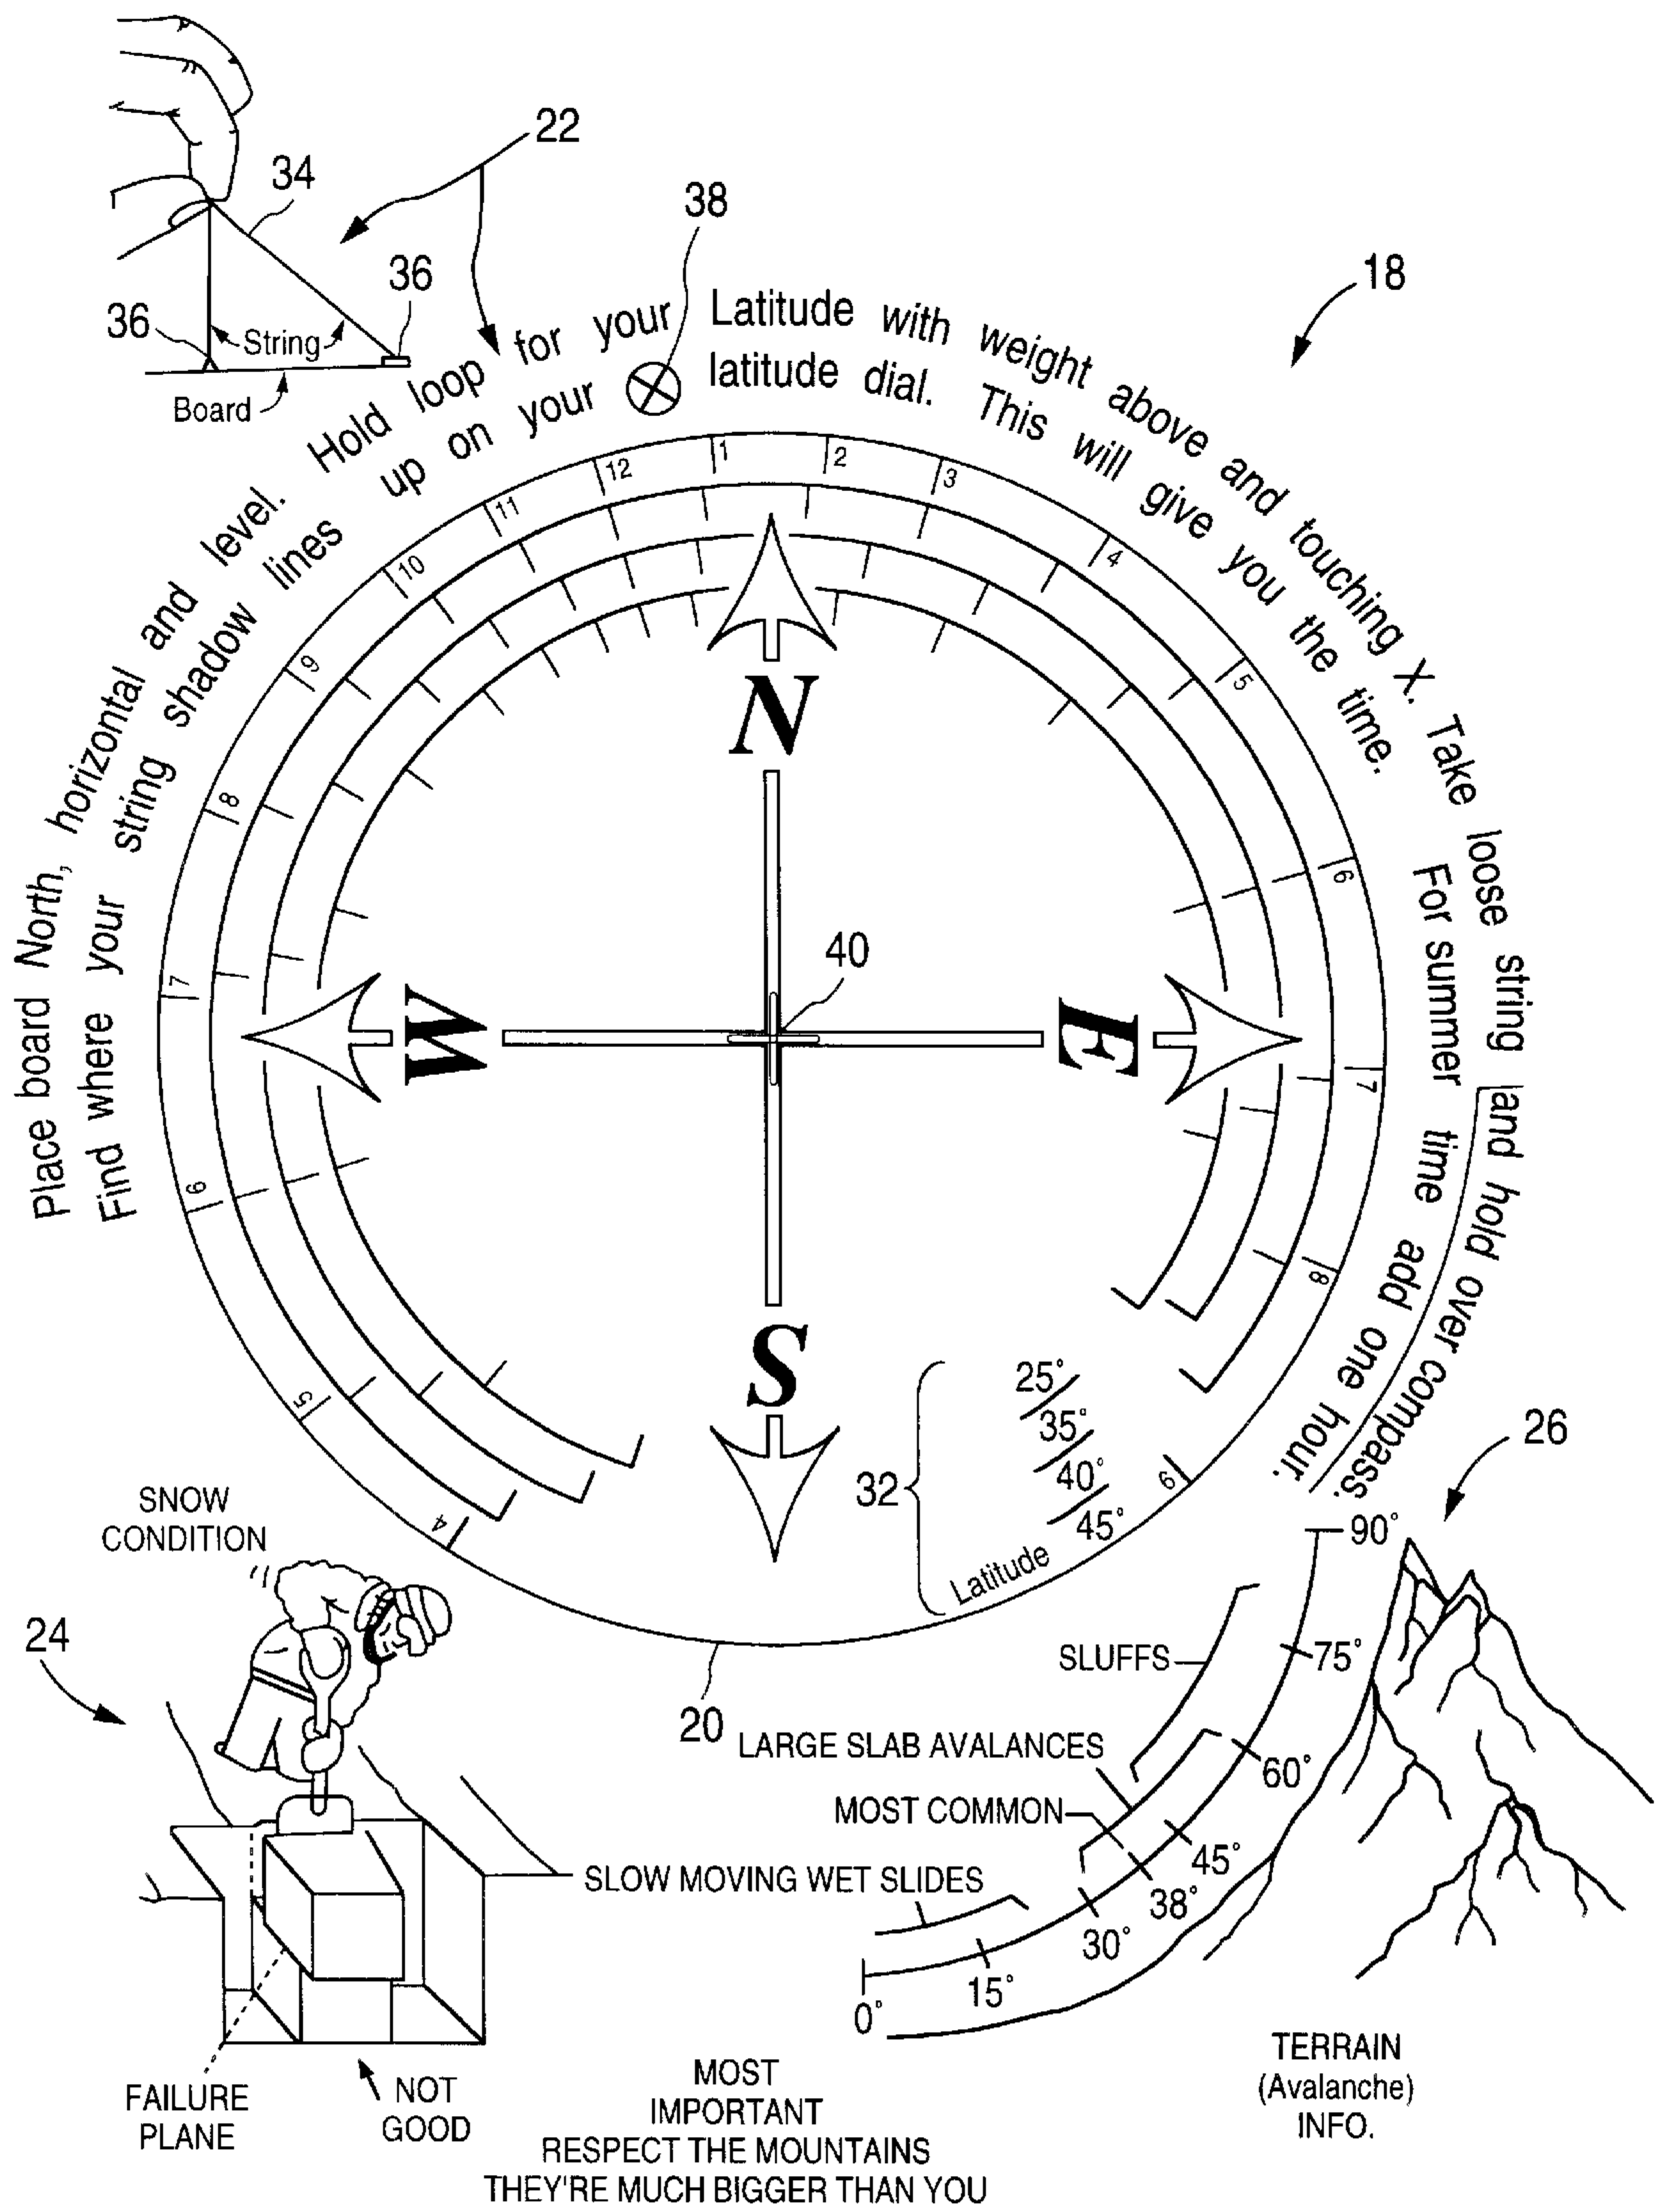 22
34
38
36
36
String
Board
18
Place board North, horizontal and level. Hold loop for your Latitude with weight above and touching X. Take loose string and hold over compass.
Find where your string shadow lines up on your latitude dial. This will give you the time. For summer time add one hour.
4
5
6
7
8
9
10
11
12
1
2
3
4
5
6
7
8
9
N
W
E
S
40
25°
35°
40°
45°
Latitude
32
20
SNOW
CONDITION
24
FAILURE
PLANE
NOT
GOOD
26
90°
75°
60°
45°
38°
30°
15°
0°
SLUFFS
LARGE SLAB AVALANCES
MOST COMMON
SLOW MOVING WET SLIDES
TERRAIN
(Avalanche)
INFO.
MOST
IMPORTANT
RESPECT THE MOUNTAINS
THEY'RE MUCH BIGGER THAN YOU